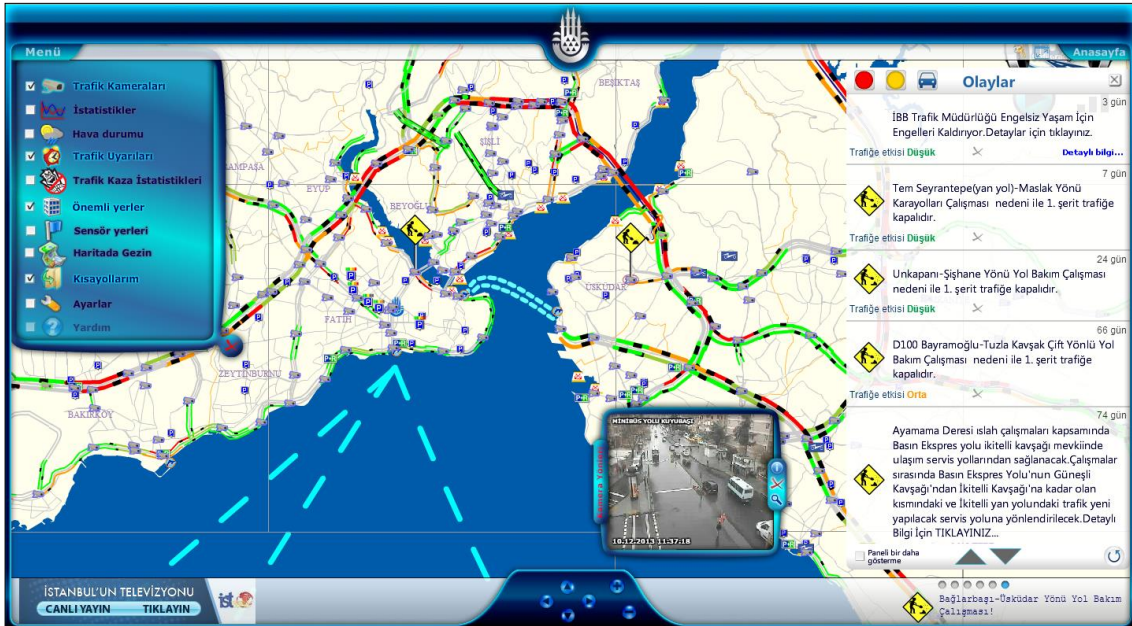 Menü
Anasayfa
Trafik Kameraları
İstatistikler
Hava durumu
Trafik Uyarıları
Trafik Kaza İstatistikleri
Önemli yerler
Sensör yerleri
Haritada Gezin
Kısayollarım
Ayarlar
Yardım
BEŞİKTAŞ
ŞİŞLİ
EYÜP
BEYOĞLU
ÜSKÜDAR
FATİH
ZEYTİNBURNU
BAKIRKÖY
Olaylar
3 gün
İBB Trafik Müdürlüğü Engelsiz Yaşam İçin
Engelleri Kaldırıyor.Detaylar için tıklayınız.
Trafiğe etkisi Düşük
Detaylı bilgi...
7 gün
Tem Seyrantepe(yan yol)-Maslak Yönü
Karayolları Çalışması nedeni ile 1. şerit trafiğe
kapalıdır.
Trafiğe etkisi Düşük
24 gün
Unkapanı-Şişhane Yönü Yol Bakım Çalışması
nedeni ile 1. şerit trafiğe kapalıdır.
Trafiğe etkisi Düşük
66 gün
D100 Bayramoğlu-Tuzla Kavşak Çift Yönlü Yol
Bakım Çalışması nedeni ile 1. şerit trafiğe
kapalıdır.
Trafiğe etkisi Orta
74 gün
Ayamama Deresi ıslah çalışmaları kapsamında
Basın Ekspres yolu ikitelli kavşağı mevkiinde
ulaşım servis yollarından sağlanacak.Çalışmalar
sırasında Basın Ekspres Yolu'nun Güneşli
Kavşağı'ndan İkitelli Kavşağı'na kadar olan
kısmındaki ve İkitelli yan yolundaki trafik yeni
yapılacak servis yoluna yönlendirilecek.Detaylı
Bilgi İçin TIKLAYINIZ...
Paneli bir daha
gösterme
MİNİBÜS YOLU KUYUBAŞI
10.12.2013 11:37:18
İSTANBUL'UN TELEVİZYONU
CANLI YAYIN TIKLAYIN
ist
Bağlarbaşı-Üsküdar Yönü Yol Bakım
Çalışması!